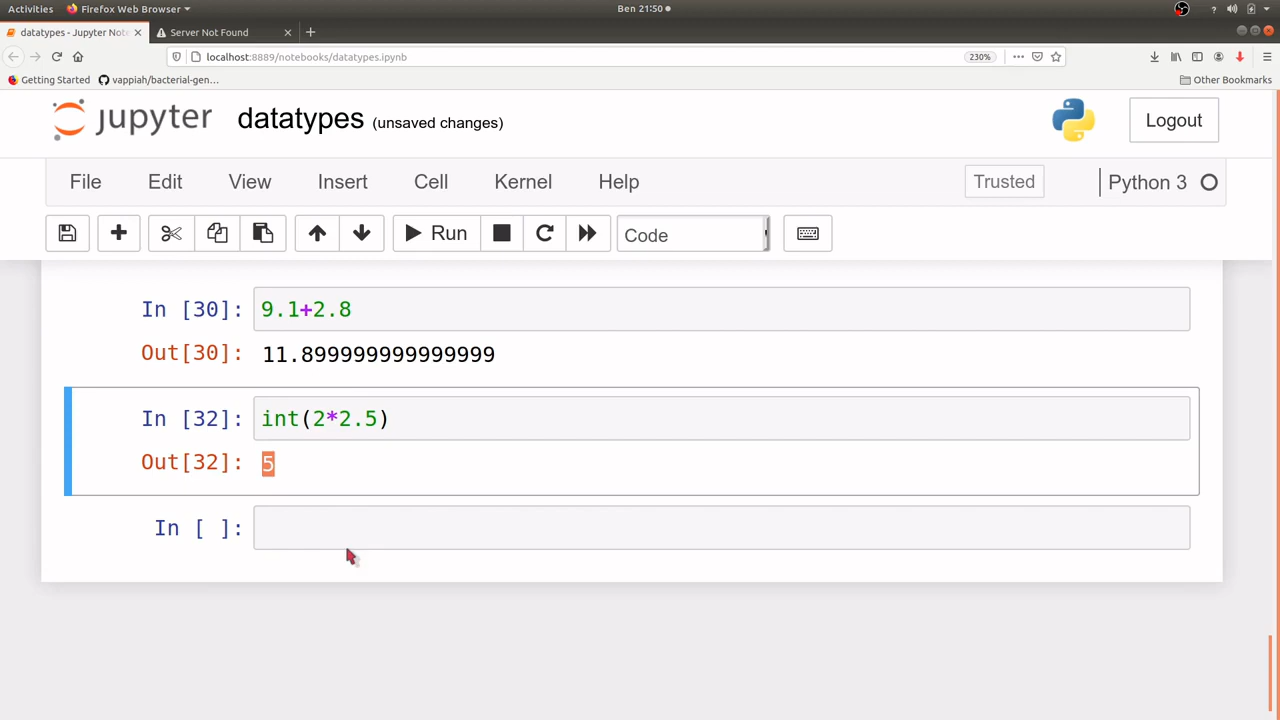 Activities Firefox Web Browser Ben 21:50
datatypes - Jupyter Note Server Not Found
localhost:8889/notebooks/datatypes.ipynb 230%
Getting Started vappiah/bacterial-gen... Other Bookmarks
jupyter datatypes (unsaved changes) Logout
File Edit View Insert Cell Kernel Help Trusted Python 3
Run Code
In [30]: 9.1+2.8
Out[30]: 11.899999999999999
In [32]: int(2*2.5)
Out[32]: 5
In [ ]: